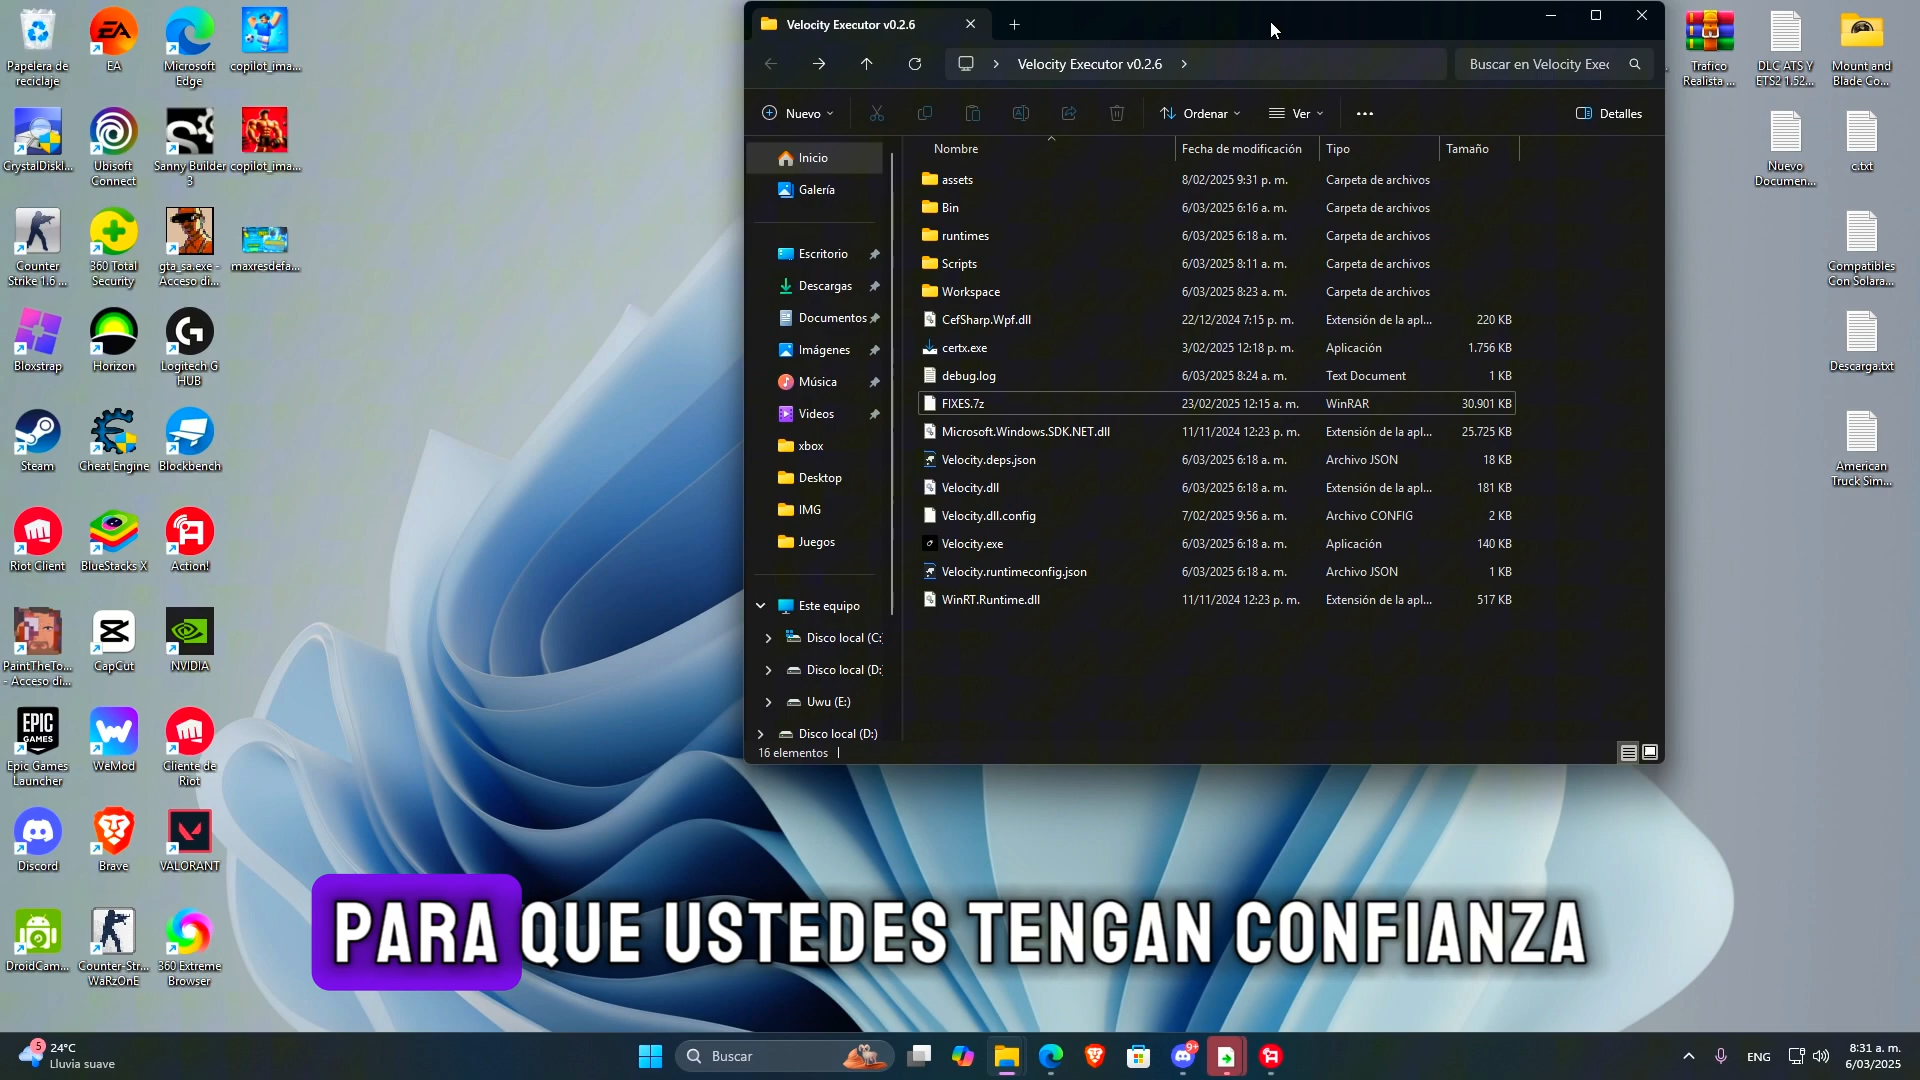 Papelera de
reciclaje
EA
Microsoft
Edge
copilot_ima...
CrystalDiskI...
Ubisoft
Connect
Sanny Builder
3
copilot_ima...
Counter
Strike 1.6 ...
360 Total
Security
gta_sa.exe -
Acceso di...
maxresdefa...
Bloxstrap
Horizon
Logitech G
HUB
Steam
Cheat Engine
Blockbench
Riot Client
BlueStacks X
Action!
PaintTheTo...
- Acceso di...
CapCut
NVIDIA
EPIC
GAMES
Epic Games
Launcher
WeMod
Cliente de
Riot
Discord
Brave
VALORANT
DroidCam...
Counter-Str...
WaRzOnE
360 Extreme
Browser
Velocity Executor v0.2.6
Velocity Executor v0.2.6
Buscar en Velocity Exec
Nuevo
Ordenar
Ver
Detalles
Inicio
Galería
Escritorio
Descargas
Documentos
Imágenes
Música
Videos
xbox
Desktop
IMG
Juegos
Este equipo
Disco local (C:
Disco local (D:
Uwu (E:)
Disco local (D:)
Nombre Fecha de modificación Tipo Tamaño
assets 8/02/2025 9:31 p. m. Carpeta de archivos
Bin 6/03/2025 6:16 a. m. Carpeta de archivos
runtimes 6/03/2025 6:18 a. m. Carpeta de archivos
Scripts 6/03/2025 8:11 a. m. Carpeta de archivos
Workspace 6/03/2025 8:23 a. m. Carpeta de archivos
CefSharp.Wpf.dll 22/12/2024 7:15 p. m. Extensión de la apl... 220 KB
certx.exe 3/02/2025 12:18 p. m. Aplicación 1.756 KB
debug.log 6/03/2025 8:24 a. m. Text Document 1 KB
FIXES.7z 23/02/2025 12:15 a. m. WinRAR 30.901 KB
Microsoft.Windows.SDK.NET.dll 11/11/2024 12:23 p. m. Extensión de la apl... 25.725 KB
Velocity.deps.json 6/03/2025 6:18 a. m. Archivo JSON 18 KB
Velocity.dll 6/03/2025 6:18 a. m. Extensión de la apl... 181 KB
Velocity.dll.config 7/02/2025 9:56 a. m. Archivo CONFIG 2 KB
Velocity.exe 6/03/2025 6:18 a. m. Aplicación 140 KB
Velocity.runtimeconfig.json 6/03/2025 6:18 a. m. Archivo JSON 1 KB
WinRT.Runtime.dll 11/11/2024 12:23 p. m. Extensión de la apl... 517 KB
16 elementos
Trafico
Realista ...
DLC ATS Y
ETS2 1.52...
Mount and
Blade Co...
Nuevo
Documen...
c.txt
Compatibles
Con Solara...
Descarga.txt
American
Truck Sim...
PARA QUE USTEDES TENGAN CONFIANZA
5
24°C
Lluvia suave
Buscar
9+
ENG
8:31 a. m.
6/03/2025